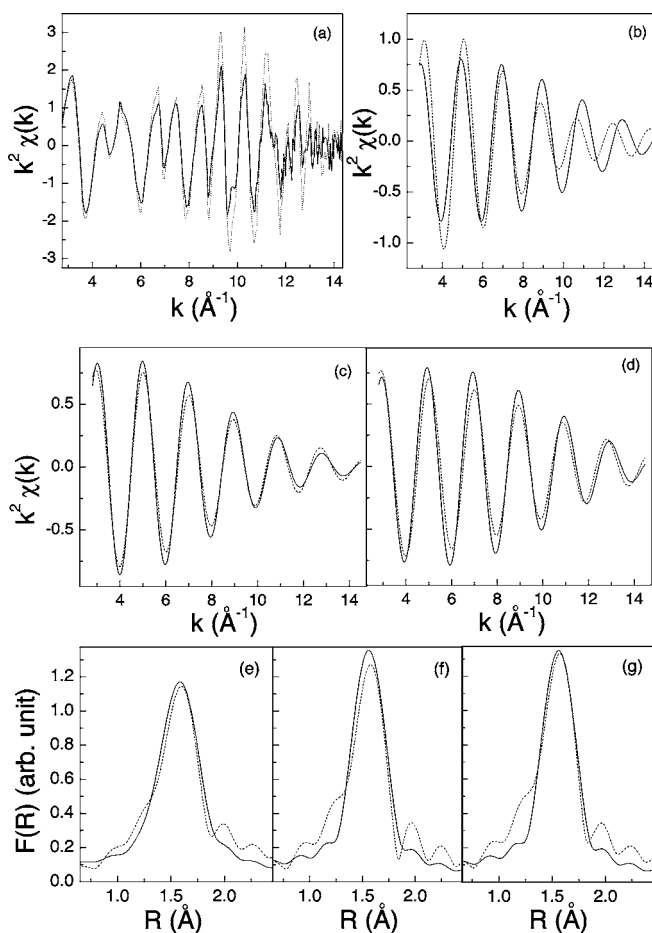 (a)
k² χ(k)
3
2
1
0
-1
-2
-3
4 6 8 10 12 14
k (Å⁻¹)
(b)
k² χ(k)
1.0
0.5
0.0
-0.5
-1.0
4 6 8 10 12 14
k (Å⁻¹)
(c)
k² χ(k)
0.5
0.0
-0.5
4 6 8 10 12 14
k (Å⁻¹)
(d)
4 6 8 10 12 14
k (Å⁻¹)
(e)
F(R) (arb. unit)
1.2
1.0
0.8
0.6
0.4
0.2
0.0
1.0 1.5 2.0
R (Å)
(f)
1.0 1.5 2.0
R (Å)
(g)
1.0 1.5 2.0
R (Å)